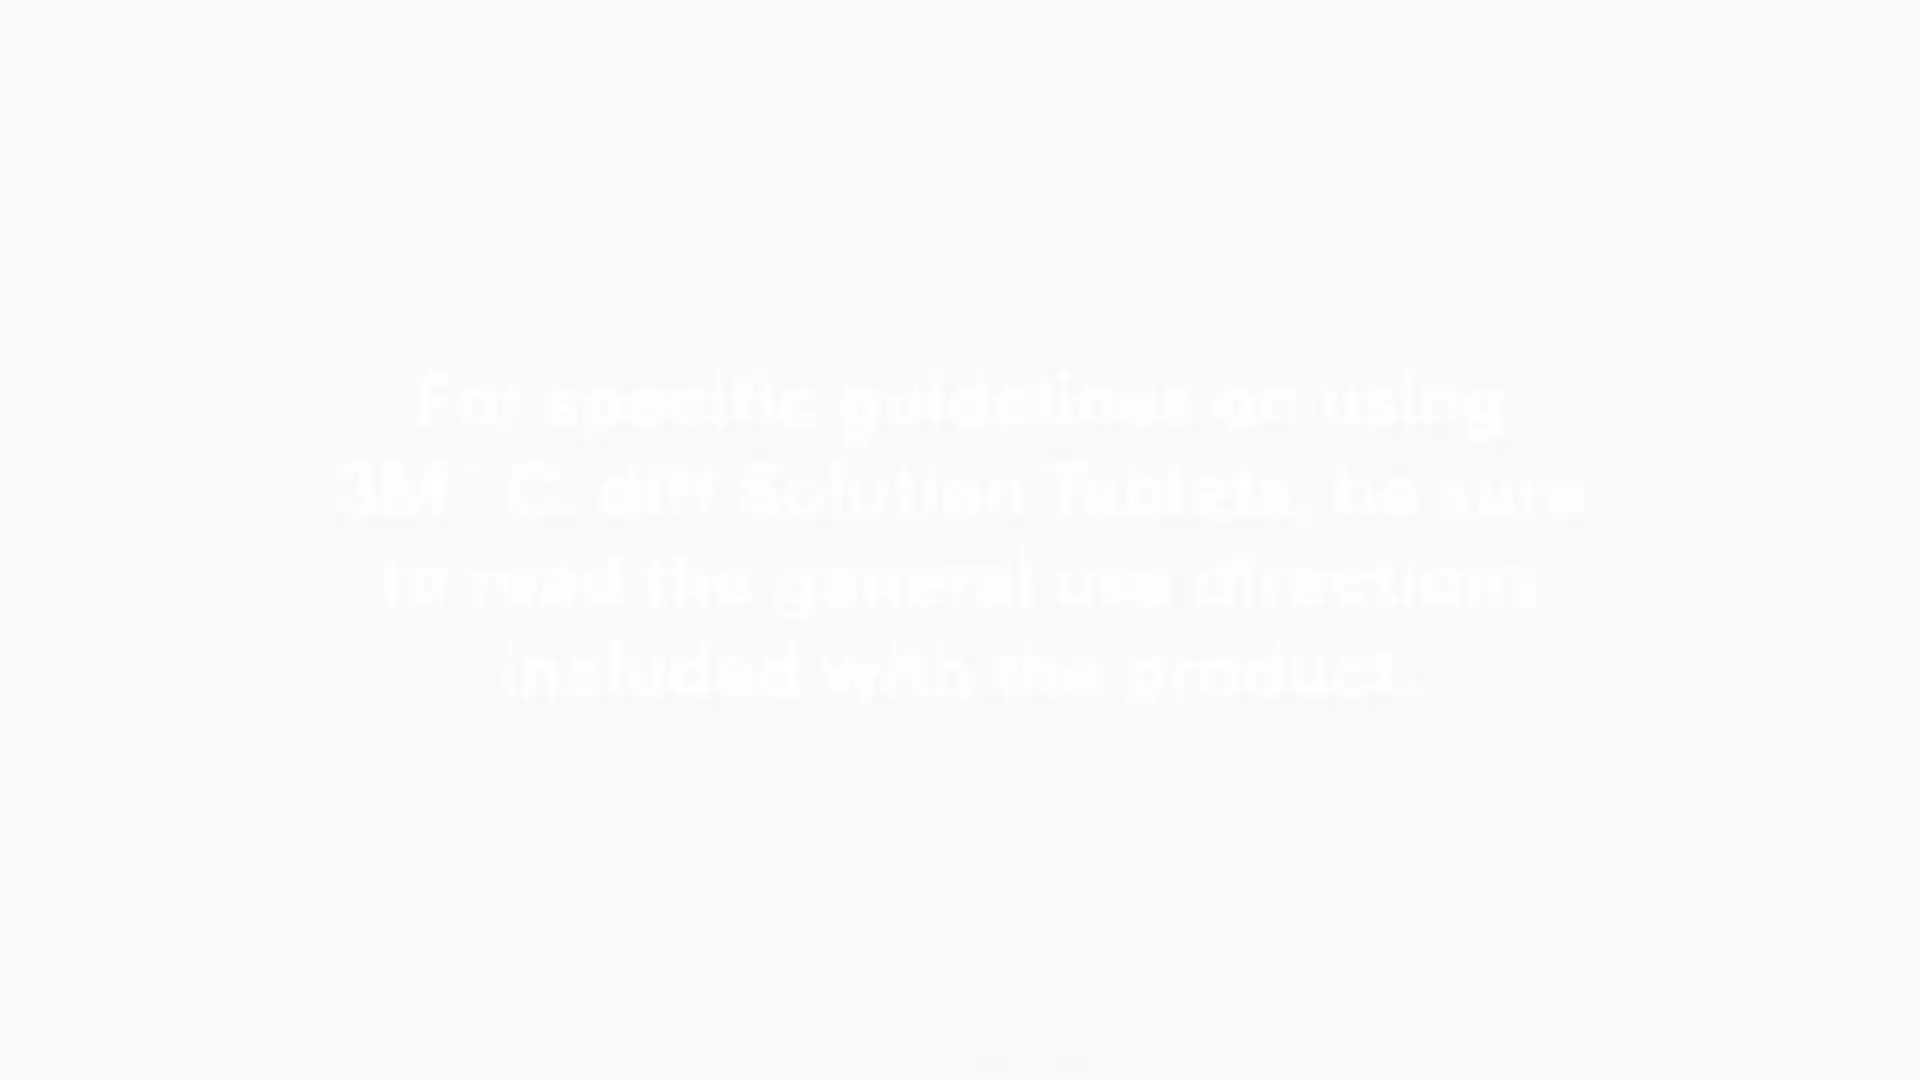 For specific guidelines on using
3M™ C. diff Solution Tablets, be sure
to read the general use directions
included with the product.